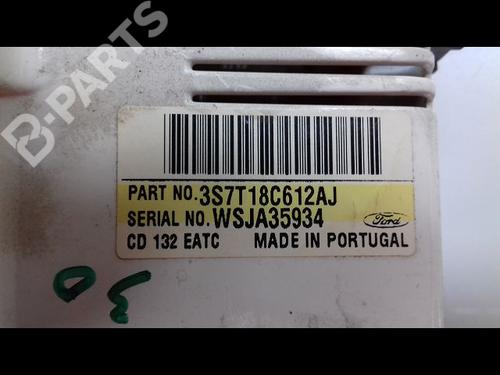 B-PARTS
PART NO. 3S7T18C612AJ
SERIAL NO. WSJA35934
CD 132 EATC MADE IN PORTUGAL
Ford